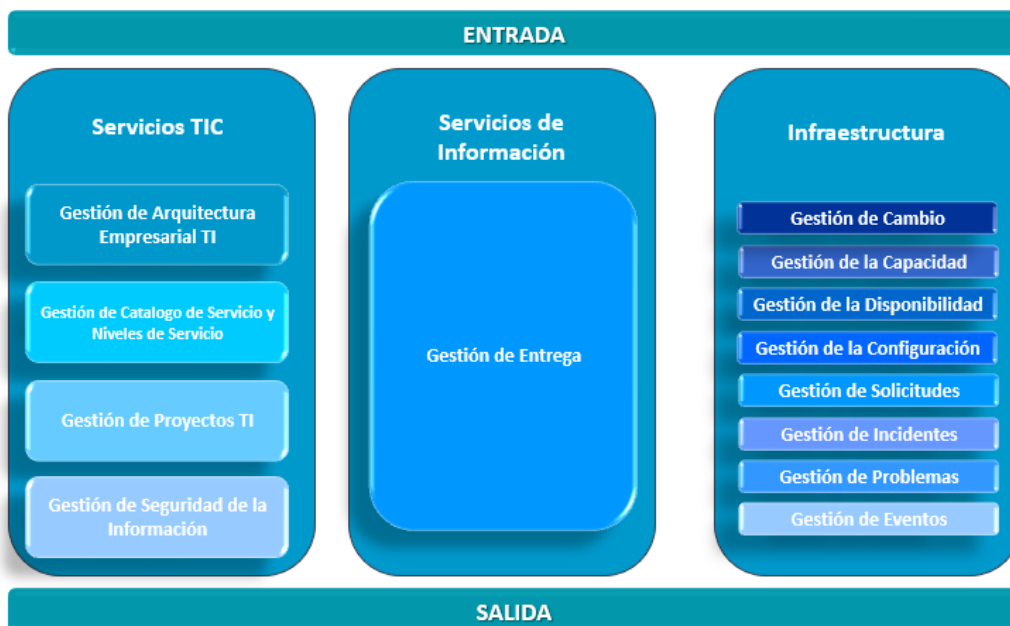 ENTRADA
Servicios TIC
Gestión de Arquitectura
Empresarial TI
Gestión de Catalogo de Servicio y
Niveles de Servicio
Gestión de Proyectos TI
Gestión de Seguridad de la
Información
Servicios de
Información
Gestión de Entrega
Infraestructura
Gestión de Cambio
Gestión de la Capacidad
Gestión de la Disponibilidad
Gestión de la Configuración
Gestión de Solicitudes
Gestión de Incidentes
Gestión de Problemas
Gestión de Eventos
SALIDA